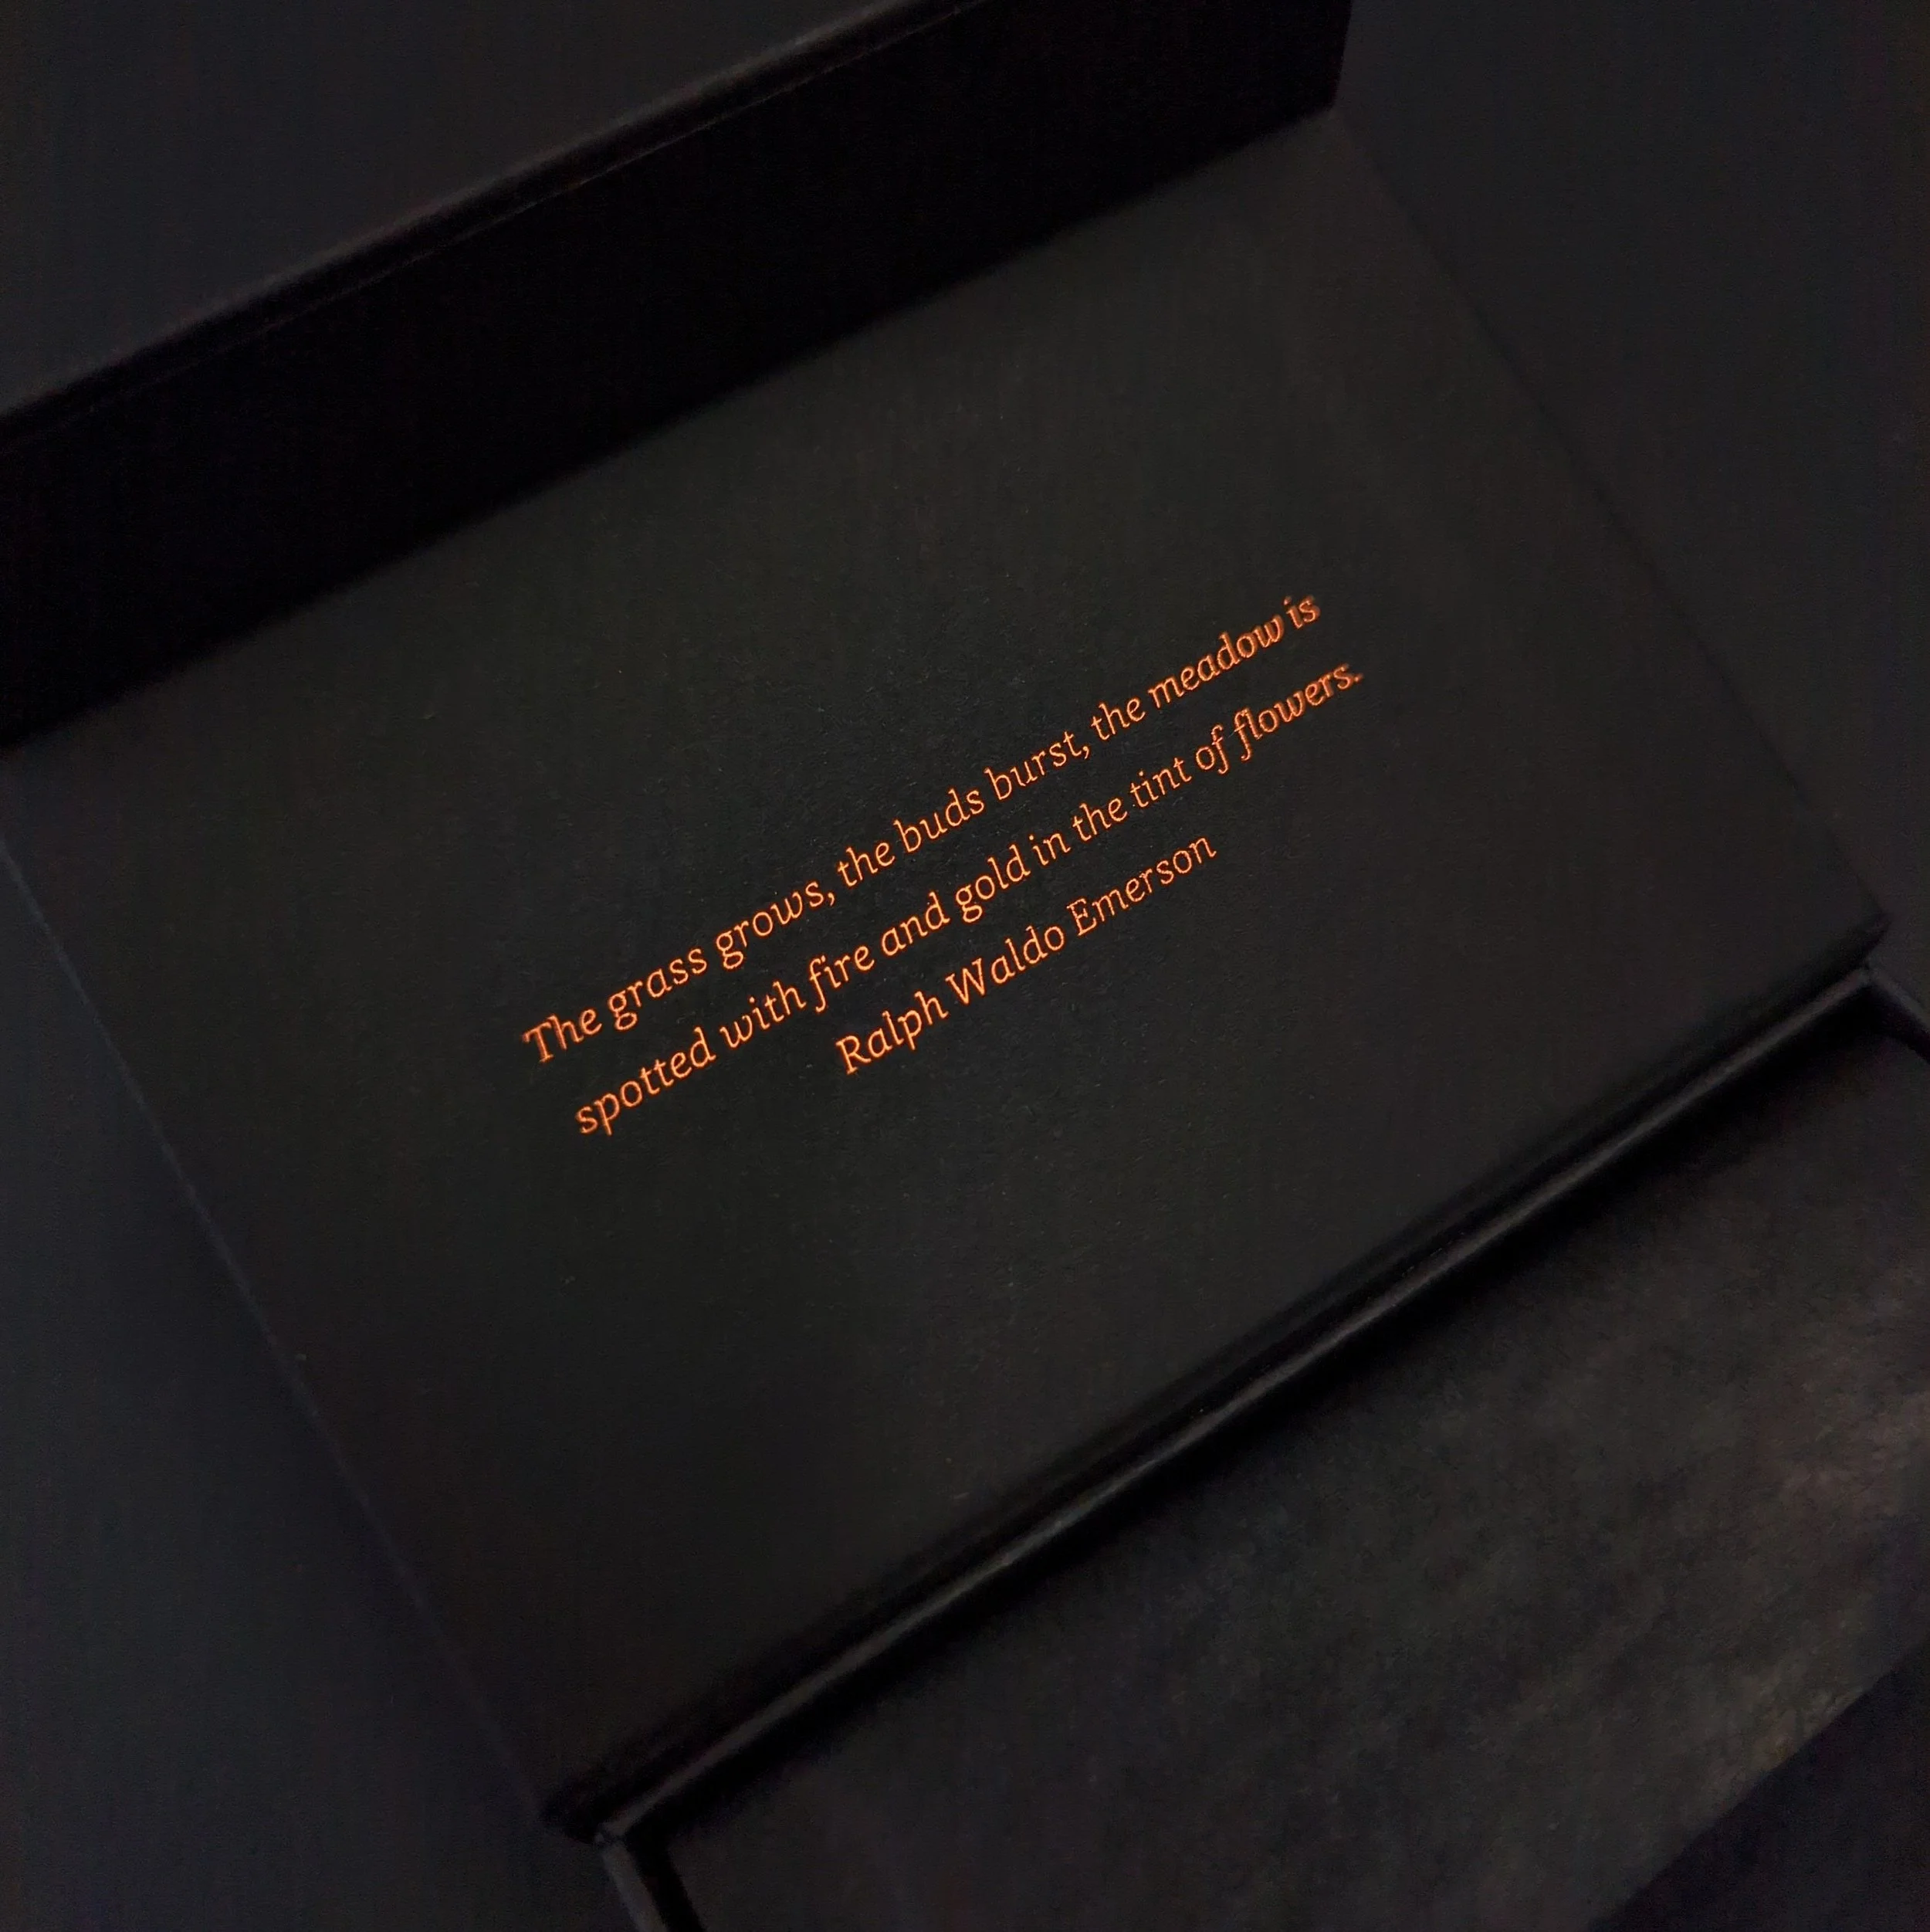 The grass grows, the buds burst, the meadow is
spotted with fire and gold in the tint of flowers.
Ralph Waldo Emerson